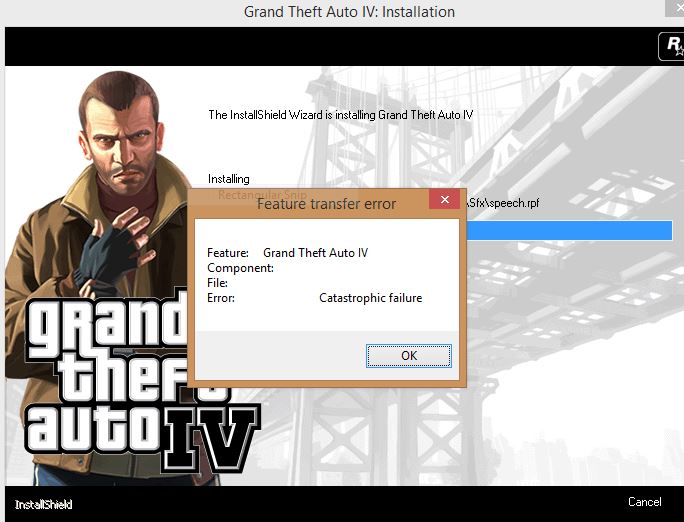 Grand Theft Auto IV: Installation
R
The InstallShield Wizard is installing Grand Theft Auto IV
Installing
Rectangular Snip
\Sfx\speech.rpf
Feature transfer error
Feature: Grand Theft Auto IV
Component:
File:
Error: Catastrophic failure
OK
grand
theft
auto IV
InstallShield
Cancel